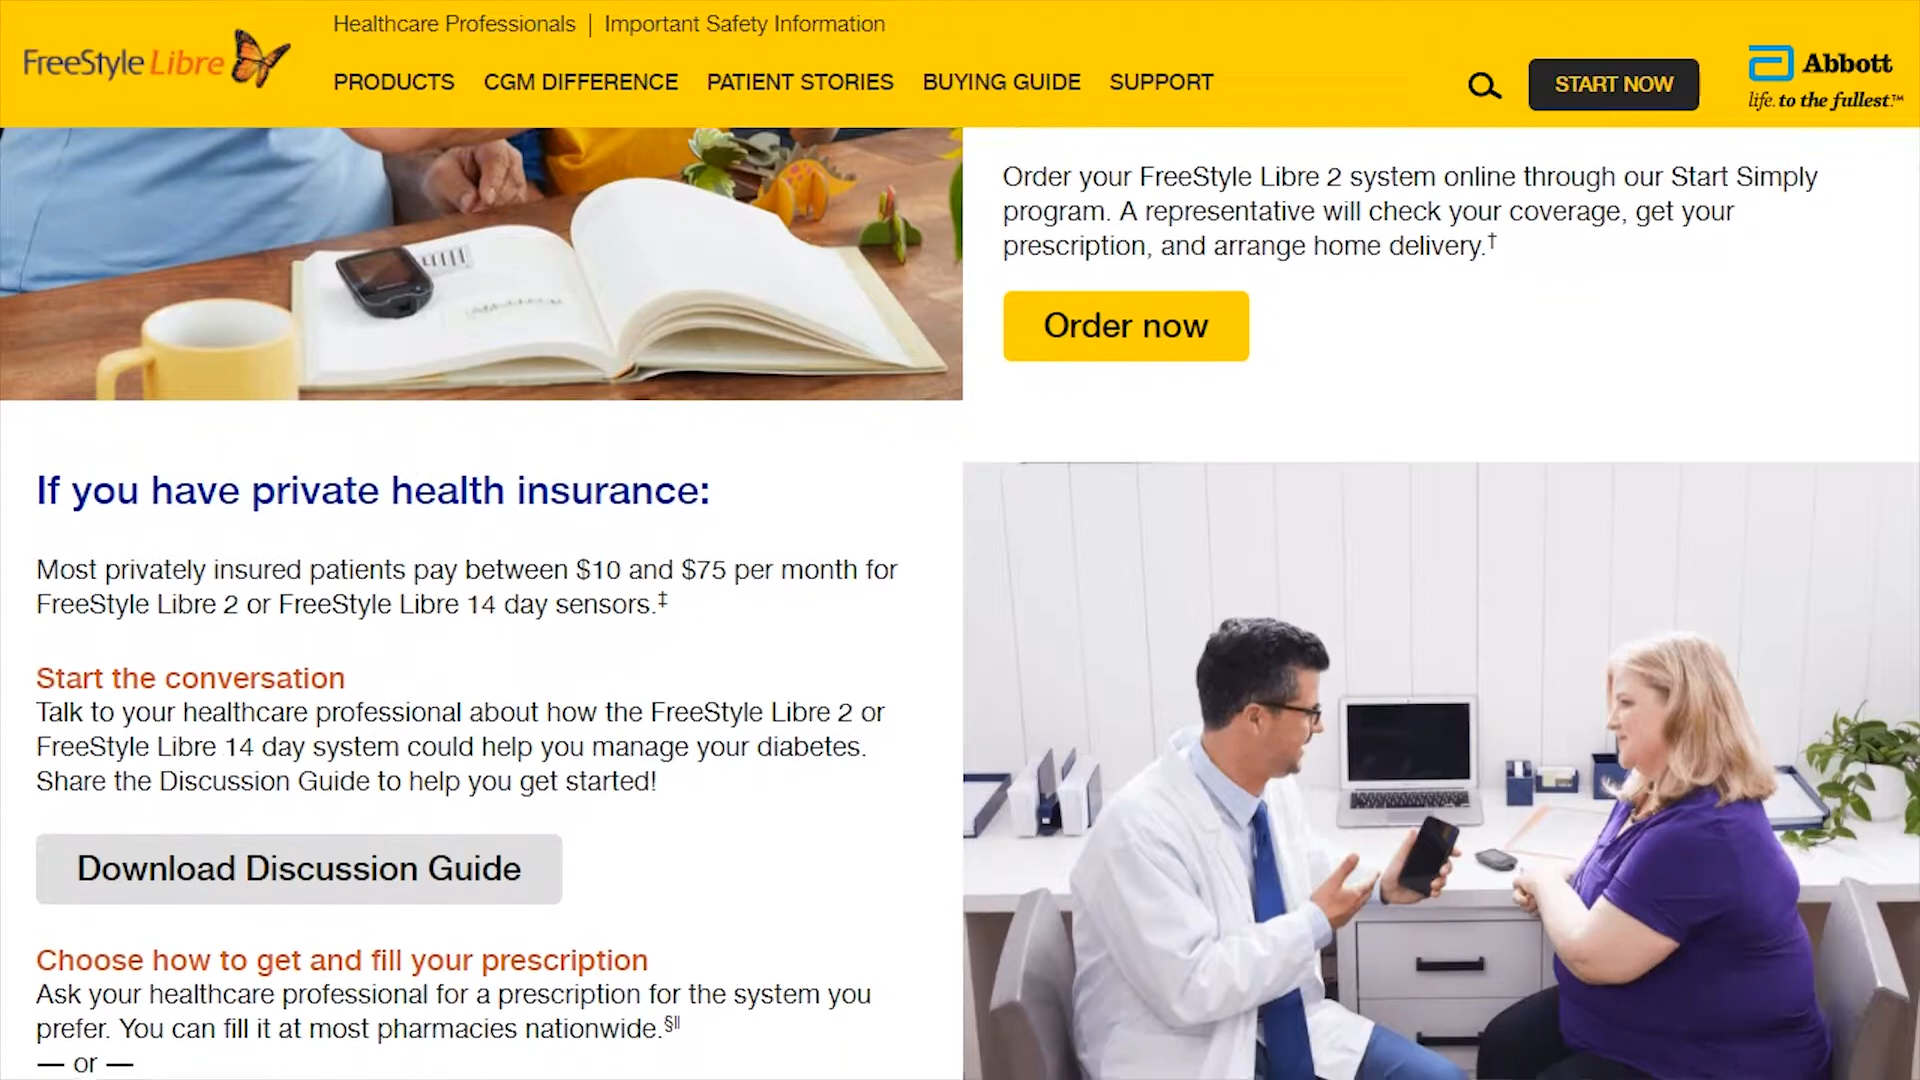 Healthcare Professionals | Important Safety Information
FreeStyle Libre
PRODUCTS CGM DIFFERENCE PATIENT STORIES BUYING GUIDE SUPPORT
START NOW
Abbott
life. to the fullest.™
Order your FreeStyle Libre 2 system online through our Start Simply
program. A representative will check your coverage, get your
prescription, and arrange home delivery.†
Order now
If you have private health insurance:
Most privately insured patients pay between $10 and $75 per month for
FreeStyle Libre 2 or FreeStyle Libre 14 day sensors.‡
Start the conversation
Talk to your healthcare professional about how the FreeStyle Libre 2 or
FreeStyle Libre 14 day system could help you manage your diabetes.
Share the Discussion Guide to help you get started!
Download Discussion Guide
Choose how to get and fill your prescription
Ask your healthcare professional for a prescription for the system you
prefer. You can fill it at most pharmacies nationwide.§||
— or —